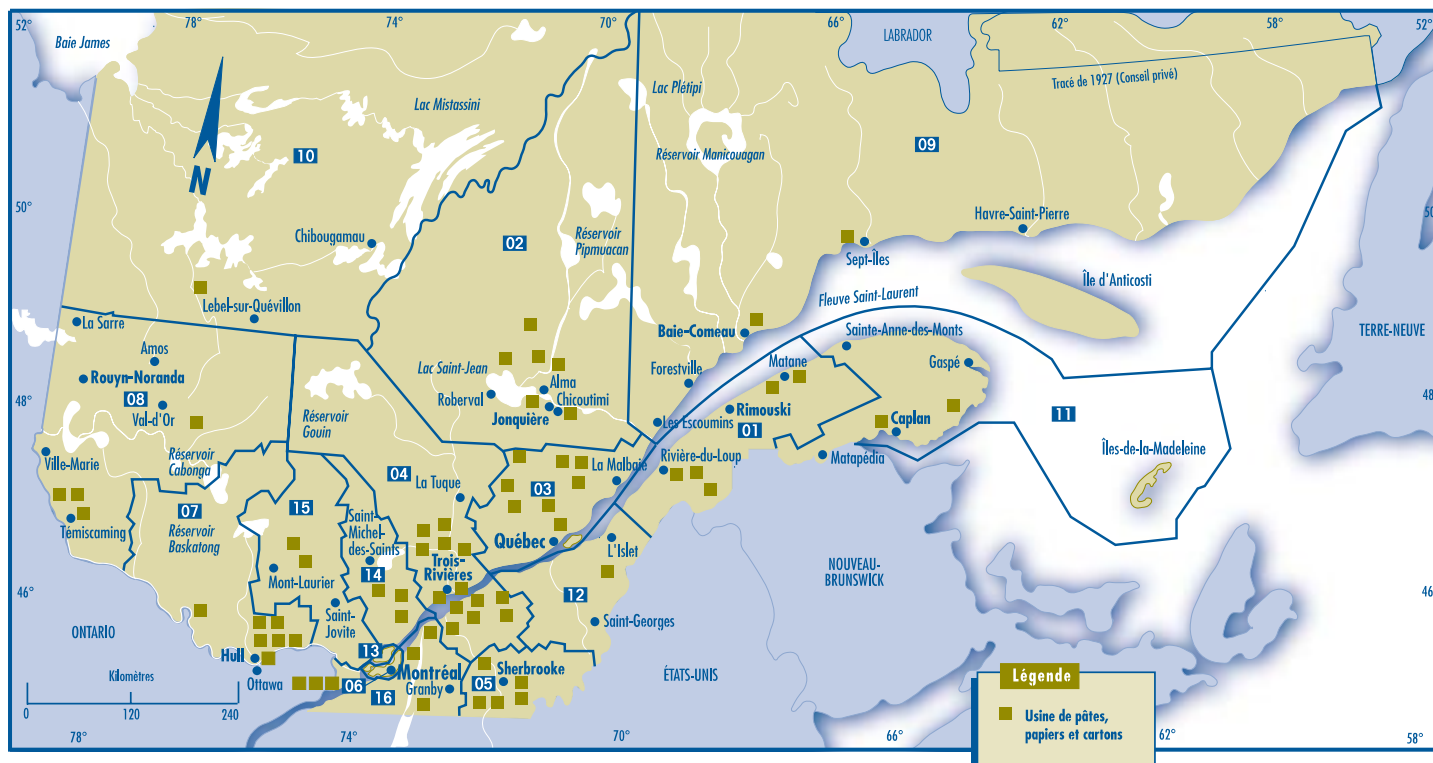 52°
78°
74°
70°
66°
62°
58°
52°
Baie James
LABRADOR
Tracé de 1927 (Conseil privé)
Lac Plétipi
Lac Mistassini
N
10
09
Réservoir Manicouagan
50°
Havre-Saint-Pierre
Chibougamau
02
Réservoir
Pipmuacan
Sept-Îles
Île d'Anticosti
Lebel-sur-Quévillon
Fleuve Saint-Laurent
La Sarre
Baie-Comeau
Sainte-Anne-des-Monts
TERRE-NEUVE
Amos
Rouyn-Noranda
08
Val-d'Or
Lac Saint-Jean
Alma
Roberval
Chicoutimi
Jonquière
Forestville
Matane
Gaspé
48°
48
Réservoir
Gouin
Rimouski
01
Les Escoumins
Caplan
11
Ville-Marie
Réservoir
Cabonga
Matapédia
Îles-de-la-Madeleine
04
La Tuque
03
La Malbaie
Rivière-du-Loup
Témiscaming
07
Réservoir
Baskatong
15
Saint-
Michel-
des-Saints
Québec
L'Islet
Mont-Laurier
14
Trois-
Rivières
NOUVEAU-
BRUNSWICK
46°
46
Saint-
Jovite
12
Saint-Georges
ONTARIO
Hull
Ottawa
13
Montréal
06
16
Granby
05
Sherbrooke
ÉTATS-UNIS
Kilomètres
0
120
240
Légende
Usine de pâtes,
papiers et cartons
78°
74°
70°
66°
62°
58°